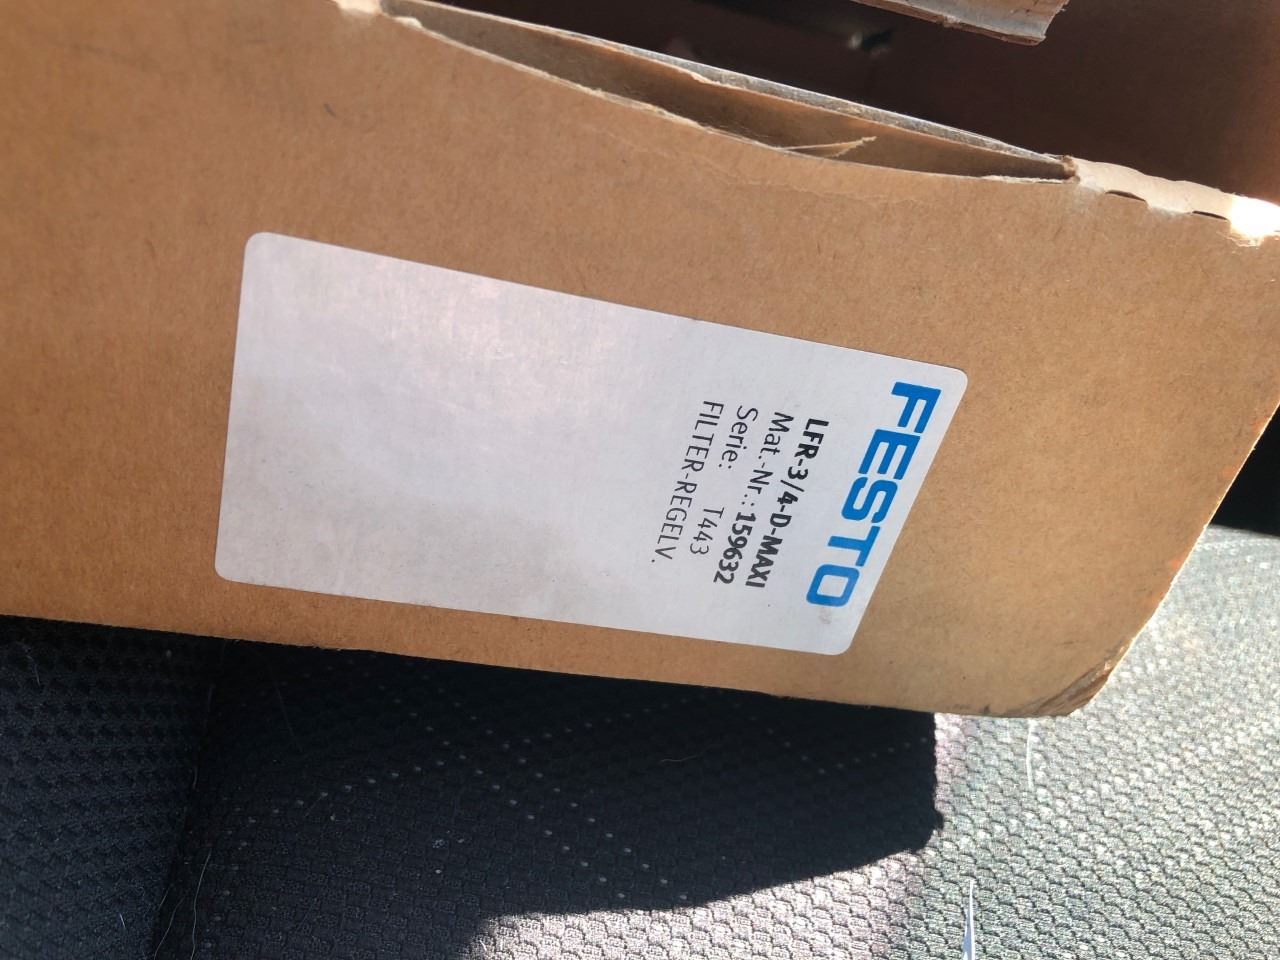 FESTO
LFR-3/4-D-MAXI
Mat.-Nr.: 159632
Serie: T443
FILTER-REGELV.